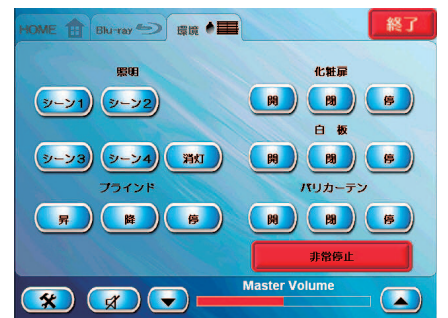 HOME Blu-ray 環境 終了
照明 化粧扉
シーン1 シーン2 開 閉 停
白 板
シーン3 シーン4 消灯 開 閉 停
ブラインド バリカーテン
昇 降 停 開 閉 停
非常停止
Master Volume